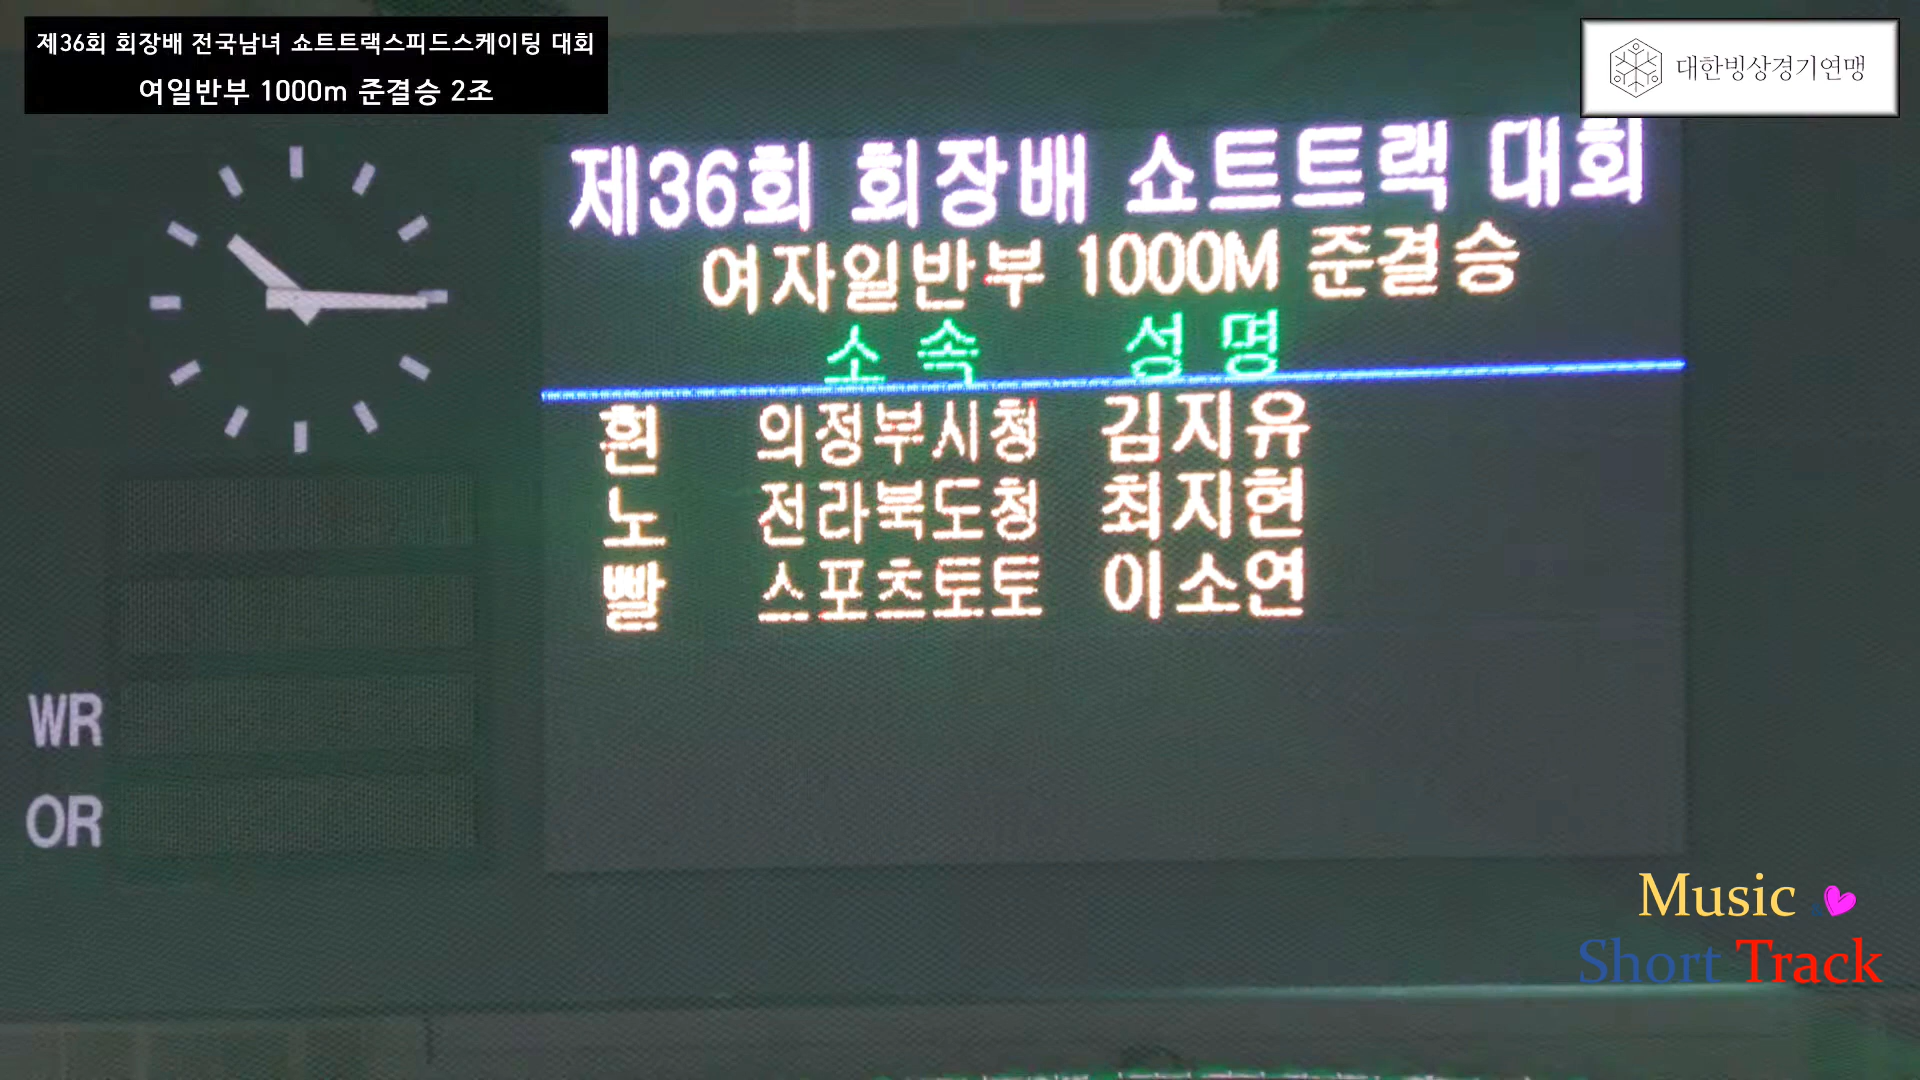 제36회 회장배 전국남녀 쇼트트랙스피드스케이팅 대회
여일반부 1000m 준결승 2조
대한빙상경기연맹
제36회 회장배 쇼트트랙 대회
여자일반부 1000M 준결승
소속 성명
흰 의정부시청 김지유
노 전라북도청 최지현
빨 스포츠토토 이소연
WR
OR
Music
Short Track